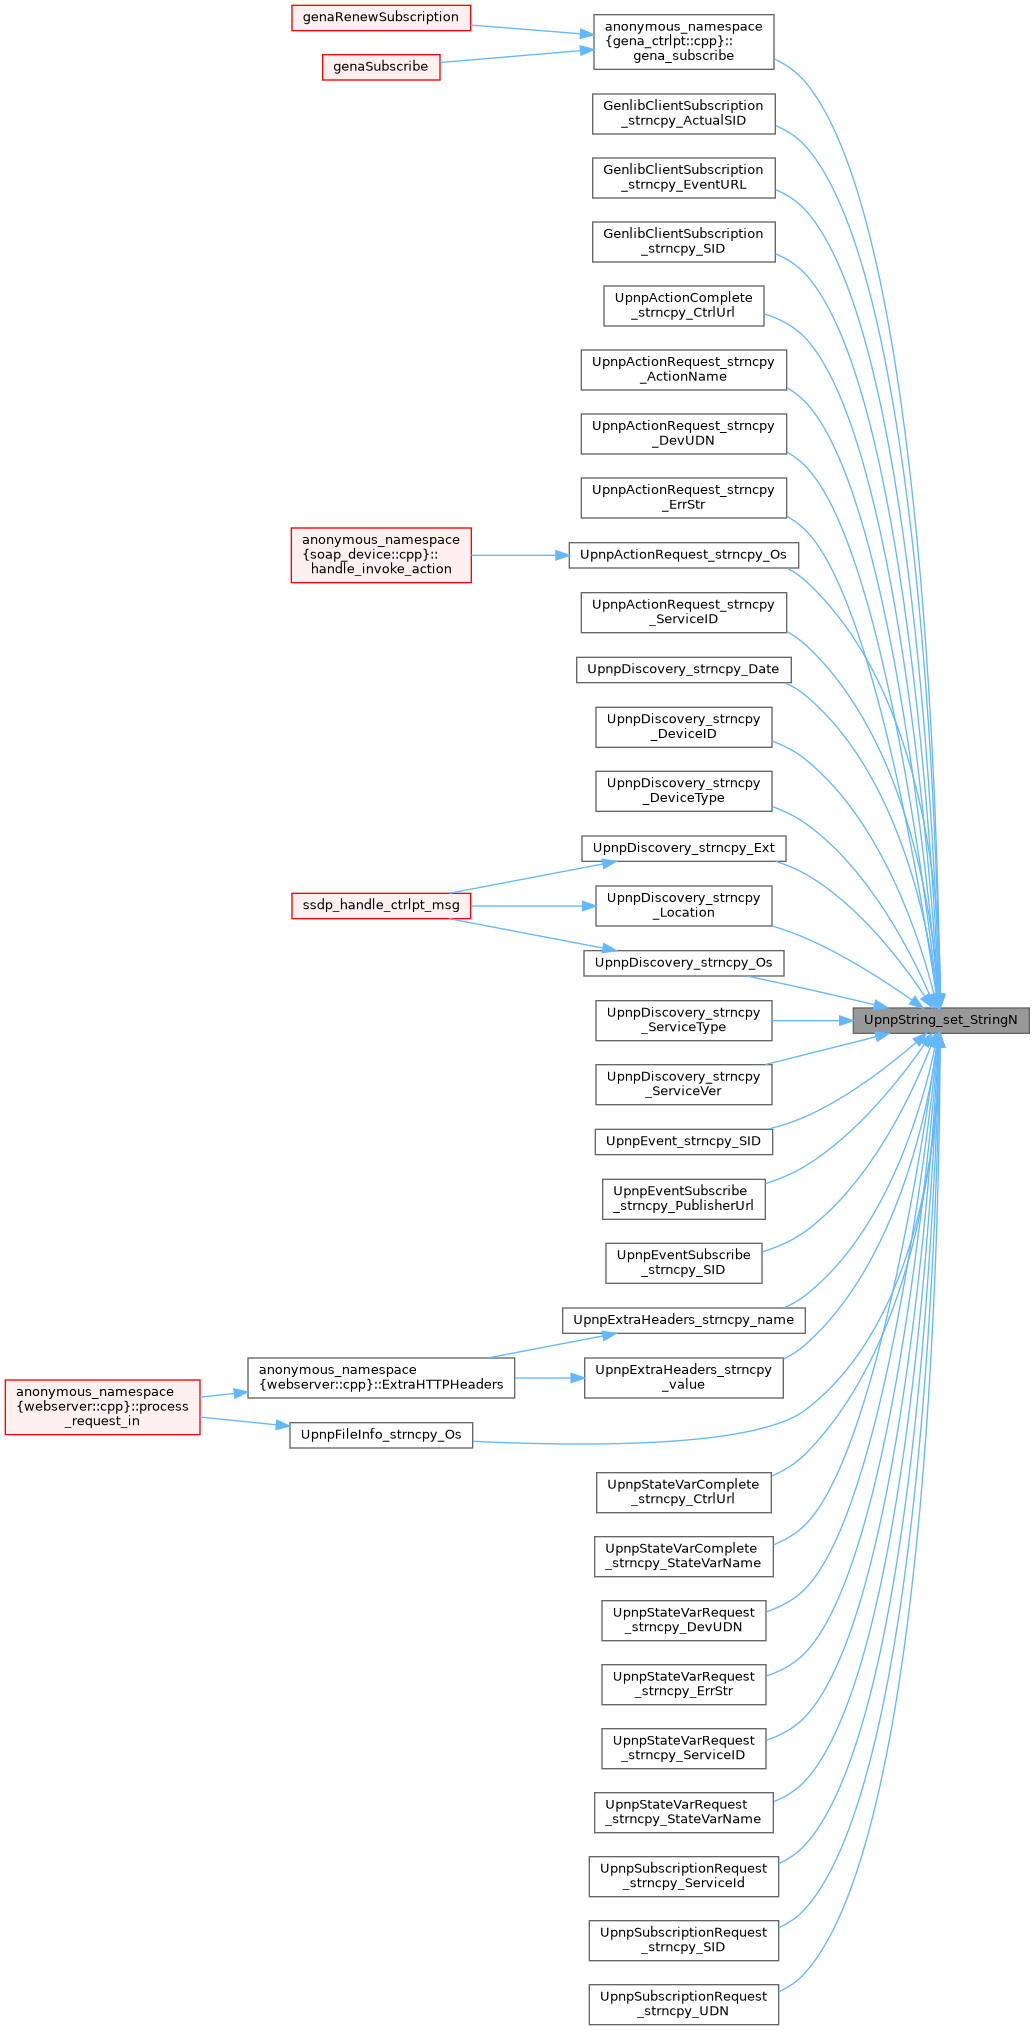 genaRenewSubscription
genaSubscribe
anonymous_namespace
{gena_ctrlpt::cpp}::
gena_subscribe
GenlibClientSubscription
_strncpy_ActualSID
GenlibClientSubscription
_strncpy_EventURL
GenlibClientSubscription
_strncpy_SID
UpnpActionComplete
_strncpy_CtrlUrl
UpnpActionRequest_strncpy
_ActionName
UpnpActionRequest_strncpy
_DevUDN
UpnpActionRequest_strncpy
_ErrStr
anonymous_namespace
{soap_device::cpp}::
handle_invoke_action
UpnpActionRequest_strncpy_Os
UpnpActionRequest_strncpy
_ServiceID
UpnpDiscovery_strncpy_Date
UpnpDiscovery_strncpy
_DeviceID
UpnpDiscovery_strncpy
_DeviceType
UpnpDiscovery_strncpy_Ext
ssdp_handle_ctrlpt_msg
UpnpDiscovery_strncpy
_Location
UpnpDiscovery_strncpy_Os
UpnpDiscovery_strncpy
_ServiceType
UpnpString_set_StringN
UpnpDiscovery_strncpy
_ServiceVer
UpnpEvent_strncpy_SID
UpnpEventSubscribe
_strncpy_PublisherUrl
UpnpEventSubscribe
_strncpy_SID
UpnpExtraHeaders_strncpy_name
anonymous_namespace
{webserver::cpp}::ExtraHTTPHeaders
UpnpExtraHeaders_strncpy
_value
anonymous_namespace
{webserver::cpp}::process
_request_in
UpnpFileInfo_strncpy_Os
UpnpStateVarComplete
_strncpy_CtrlUrl
UpnpStateVarComplete
_strncpy_StateVarName
UpnpStateVarRequest
_strncpy_DevUDN
UpnpStateVarRequest
_strncpy_ErrStr
UpnpStateVarRequest
_strncpy_ServiceID
UpnpStateVarRequest
_strncpy_StateVarName
UpnpSubscriptionRequest
_strncpy_ServiceId
UpnpSubscriptionRequest
_strncpy_SID
UpnpSubscriptionRequest
_strncpy_UDN